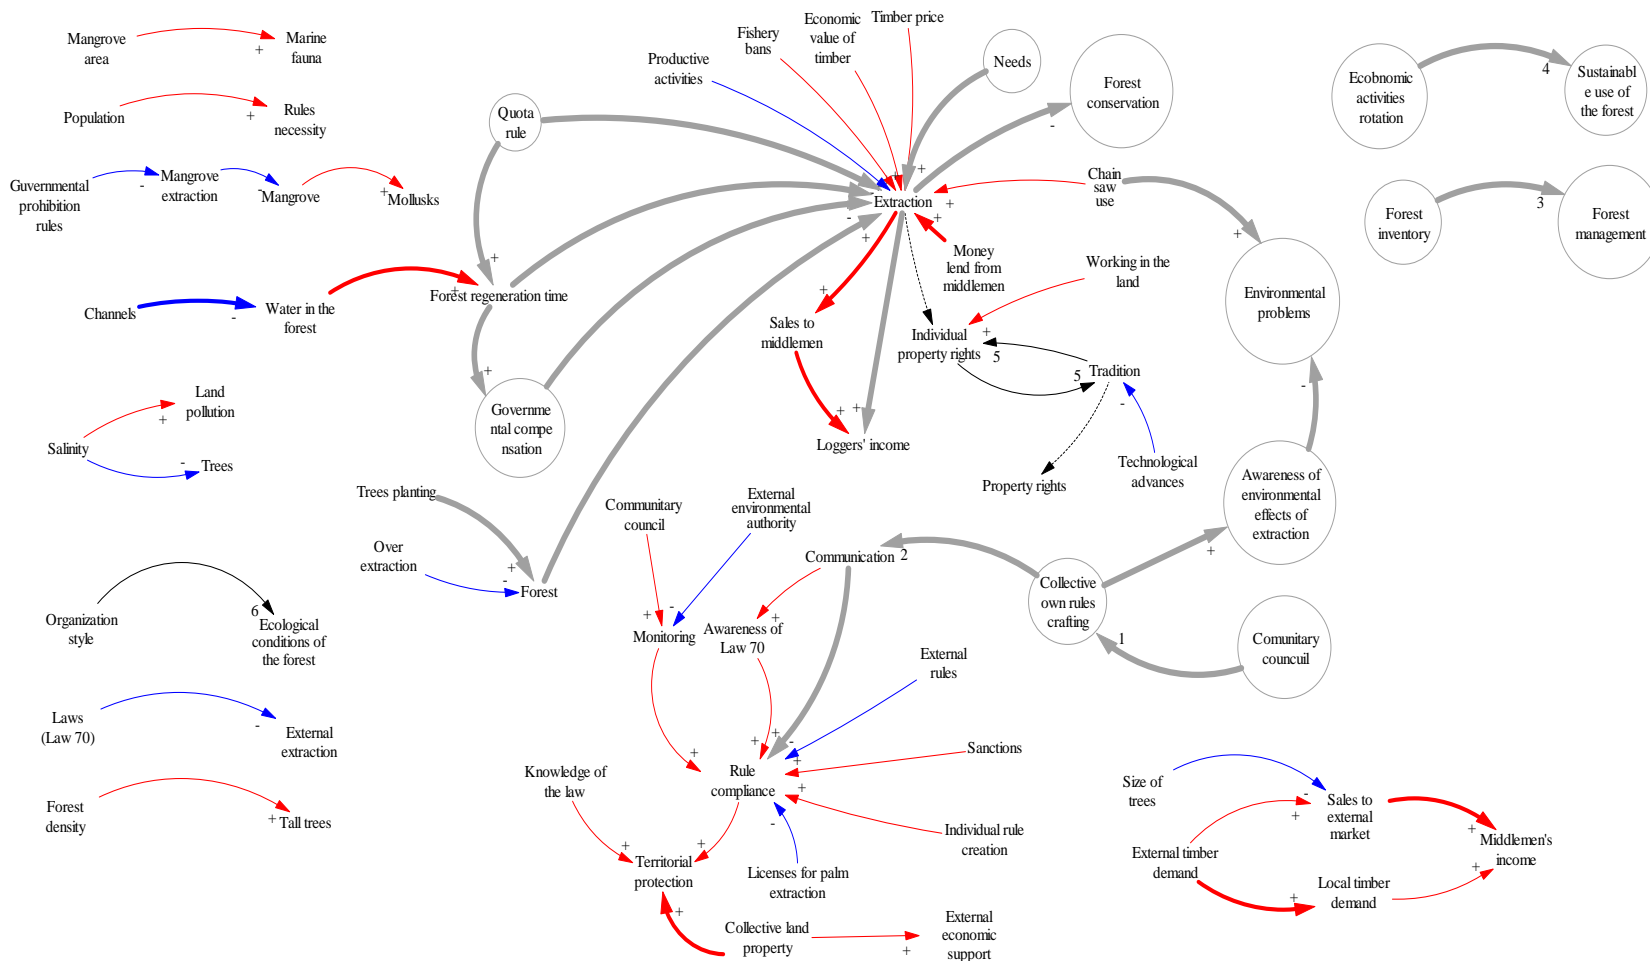 Mangrove
area
+
Marine
fauna
Population
+
Rules
necessity
Guvernmental
prohibition
rules
-
Mangrove
extraction
-
Mangrove
+
Mollusks
Channels
-
Water in the
forest
+
Forest regeneration time
+
Quota
rule
Productive
activities
Fishery
bans
Economic
value of
timber
Timber price
Needs
Forest
conservation
-
+
+
Extraction
-
-
+
+
+
Chain
saw
use
+
Money
lend from
middlemen
Working in the
land
Environmental
problems
-
Ecobnomic
activities
rotation
4
Sustainabl
e use of
the forest
Forest
inventory
3
Forest
management
+
Governme
ntal compe
nsation
+
Sales to
middlemen
+
+
Loggers' income
Individual
property rights
+
5
5
Tradition
-
Technological
advances
Property rights
Salinity
+
Land
pollution
-
Trees
Trees planting
Over
extraction
+
-
Forest
Communitary
council
External
environmental
authority
+
-
Monitoring
Communication
2
+
Awareness of
Law 70
Collective
own rules
crafting
+
Awareness of
environmental
effects of
extraction
1
Comunitary
councuil
Organization
style
6
Ecological
conditions of
the forest
Laws
(Law 70)
-
External
extraction
Forest
density
+
Tall trees
External
rules
Sanctions
+
+
+
-
+
+
Rule
compliance
-
Individual rule
creation
Licenses for palm
extraction
Knowledge of
the law
+
+
Territorial
protection
+
Collective land
property
+
External
economic
support
Size of
trees
-
+
Sales to
external
market
+
Middlemen's
income
External timber
demand
+
Local timber
demand
+